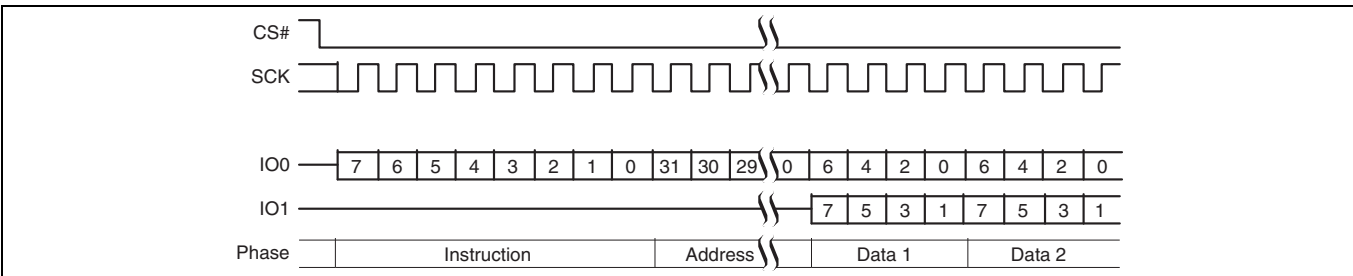 CS#
SCK
IO0 7 6 5 4 3 2 1 0 31 30 29 0 6 4 2 0 6 4 2 0
IO1 7 5 3 1 7 5 3 1
Phase Instruction Address Data 1 Data 2